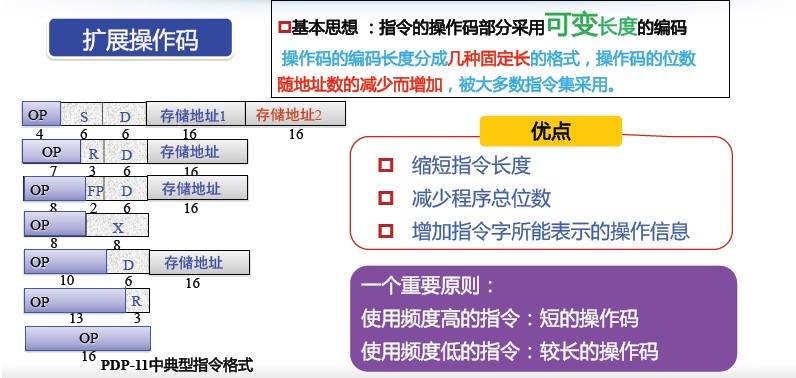 扩展操作码
基本思想 ：指令的操作码部分采用可变长度的编码
操作码的编码长度分成几种固定长的格式，操作码的位数
随地址数的减少而增加，被大多数指令集采用。
OP S D 存储地址1 存储地址2
4 6 6 16 16
OP R D 存储地址
7 3 6 16
OP FP D 存储地址
8 2 6 16
OP X
8 8
OP D 存储地址
10 6 16
OP R
13 3
OP
16
PDP-11中典型指令格式
优点
缩短指令长度
减少程序总位数
增加指令字所能表示的操作信息
一个重要原则：
使用频度高的指令：短的操作码
使用频度低的指令：较长的操作码